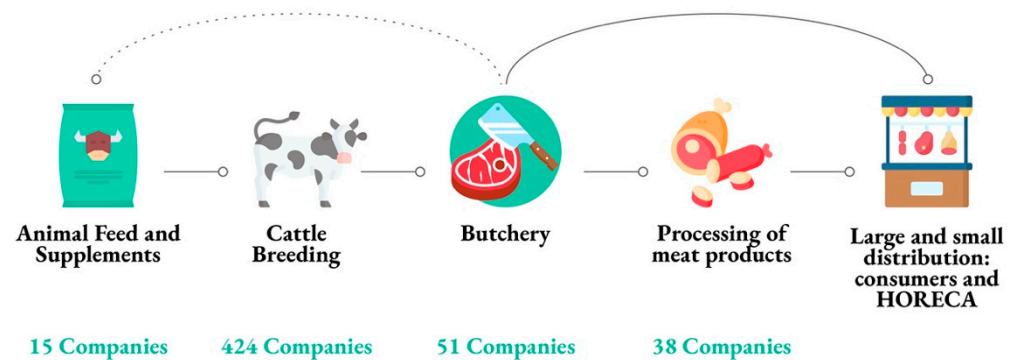 Animal Feed and
Supplements
Cattle
Breeding
Butchery
Processing of
meat products
Large and small
distribution:
consumers and
HORECA
15 Companies
424 Companies
51 Companies
38 Companies